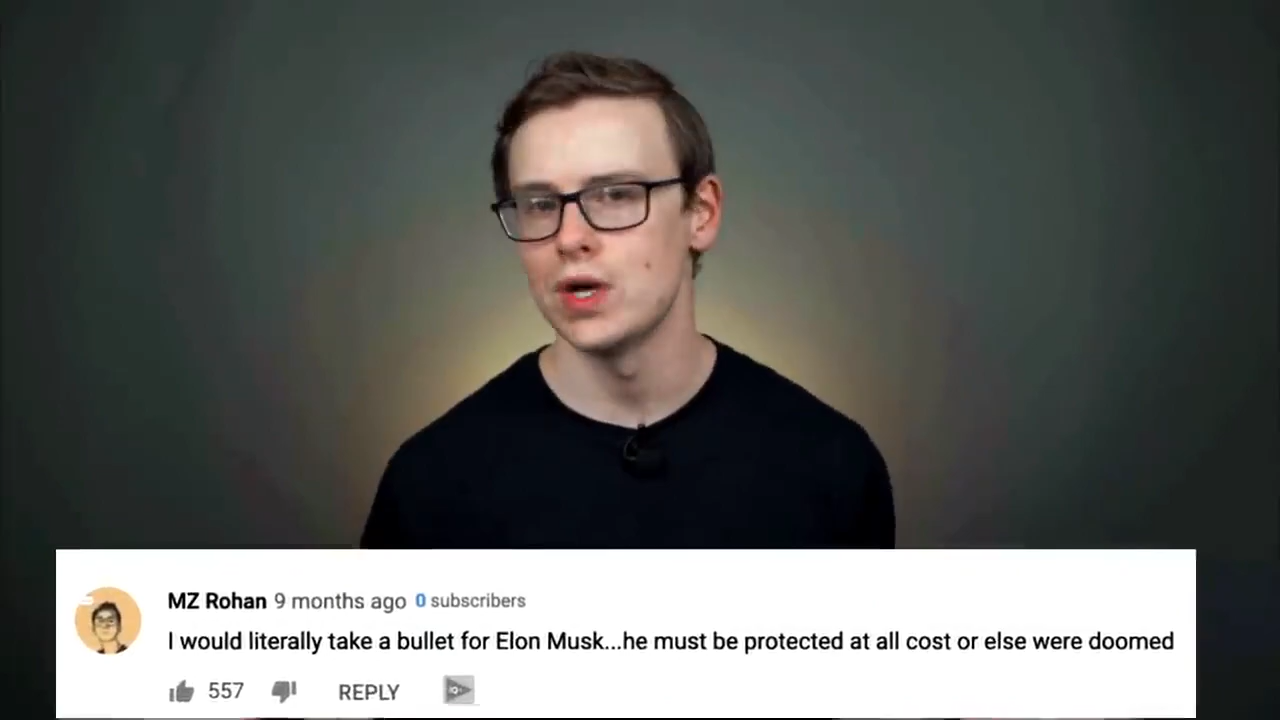 MZ Rohan 9 months ago 0 subscribers
I would literally take a bullet for Elon Musk...he must be protected at all cost or else were doomed
557 REPLY